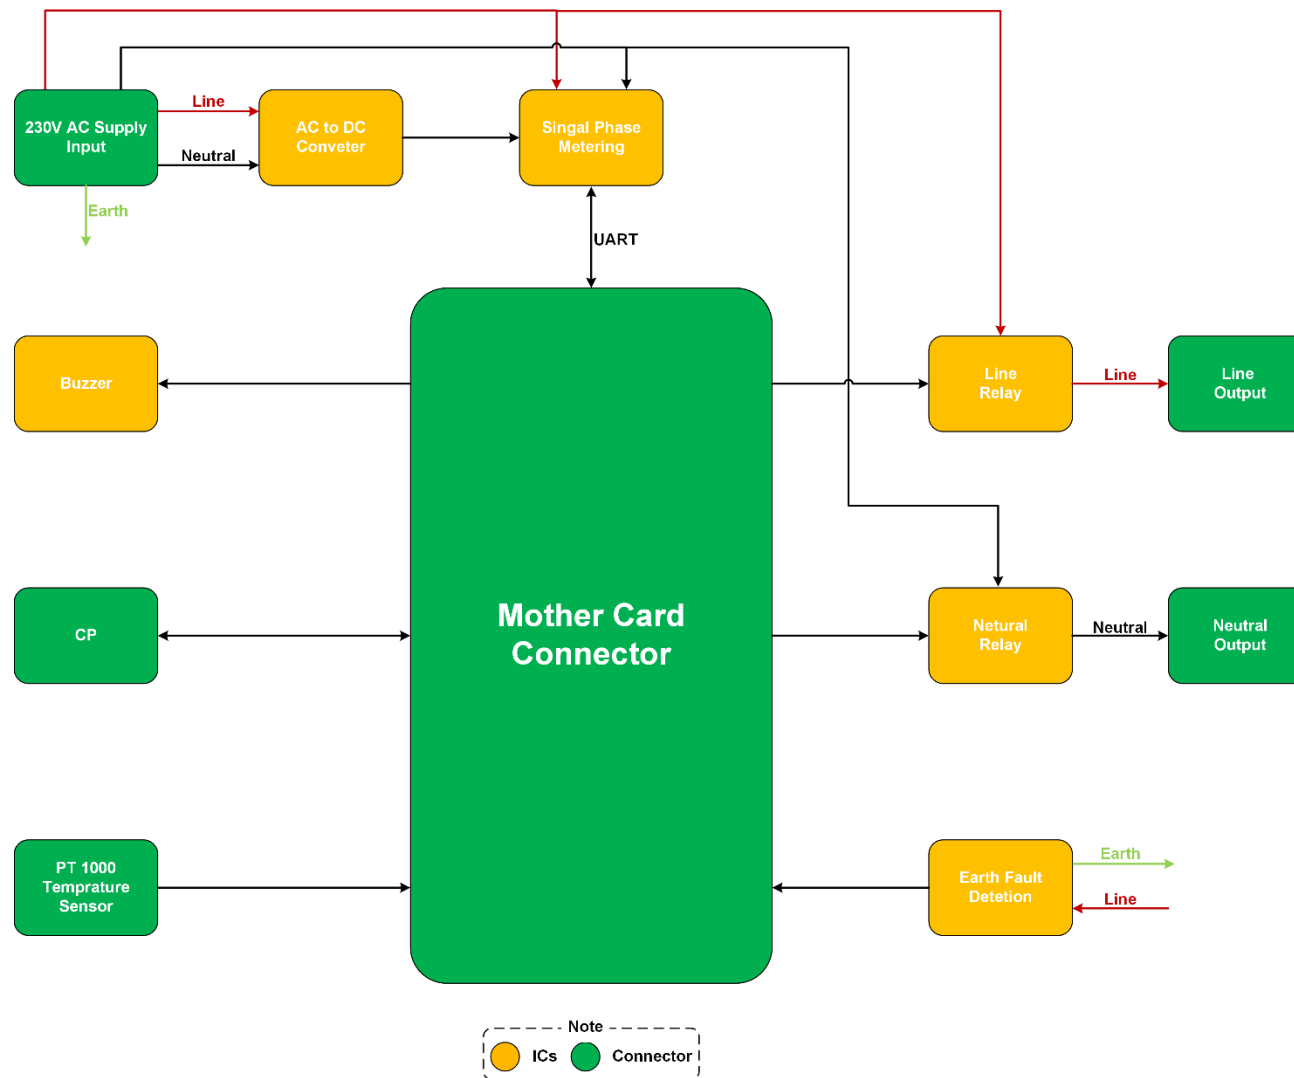 230V AC Supply
Input
Line
Neutral
Earth
AC to DC
Conveter
Singal Phase
Metering
UART
Buzzer
Mother Card
Connector
Line
Relay
Line
Line
Output
CP
Netural
Relay
Neutral
Neutral
Output
PT 1000
Temprature
Sensor
Earth Fault
Detetion
Earth
Line
Note
ICs
Connector